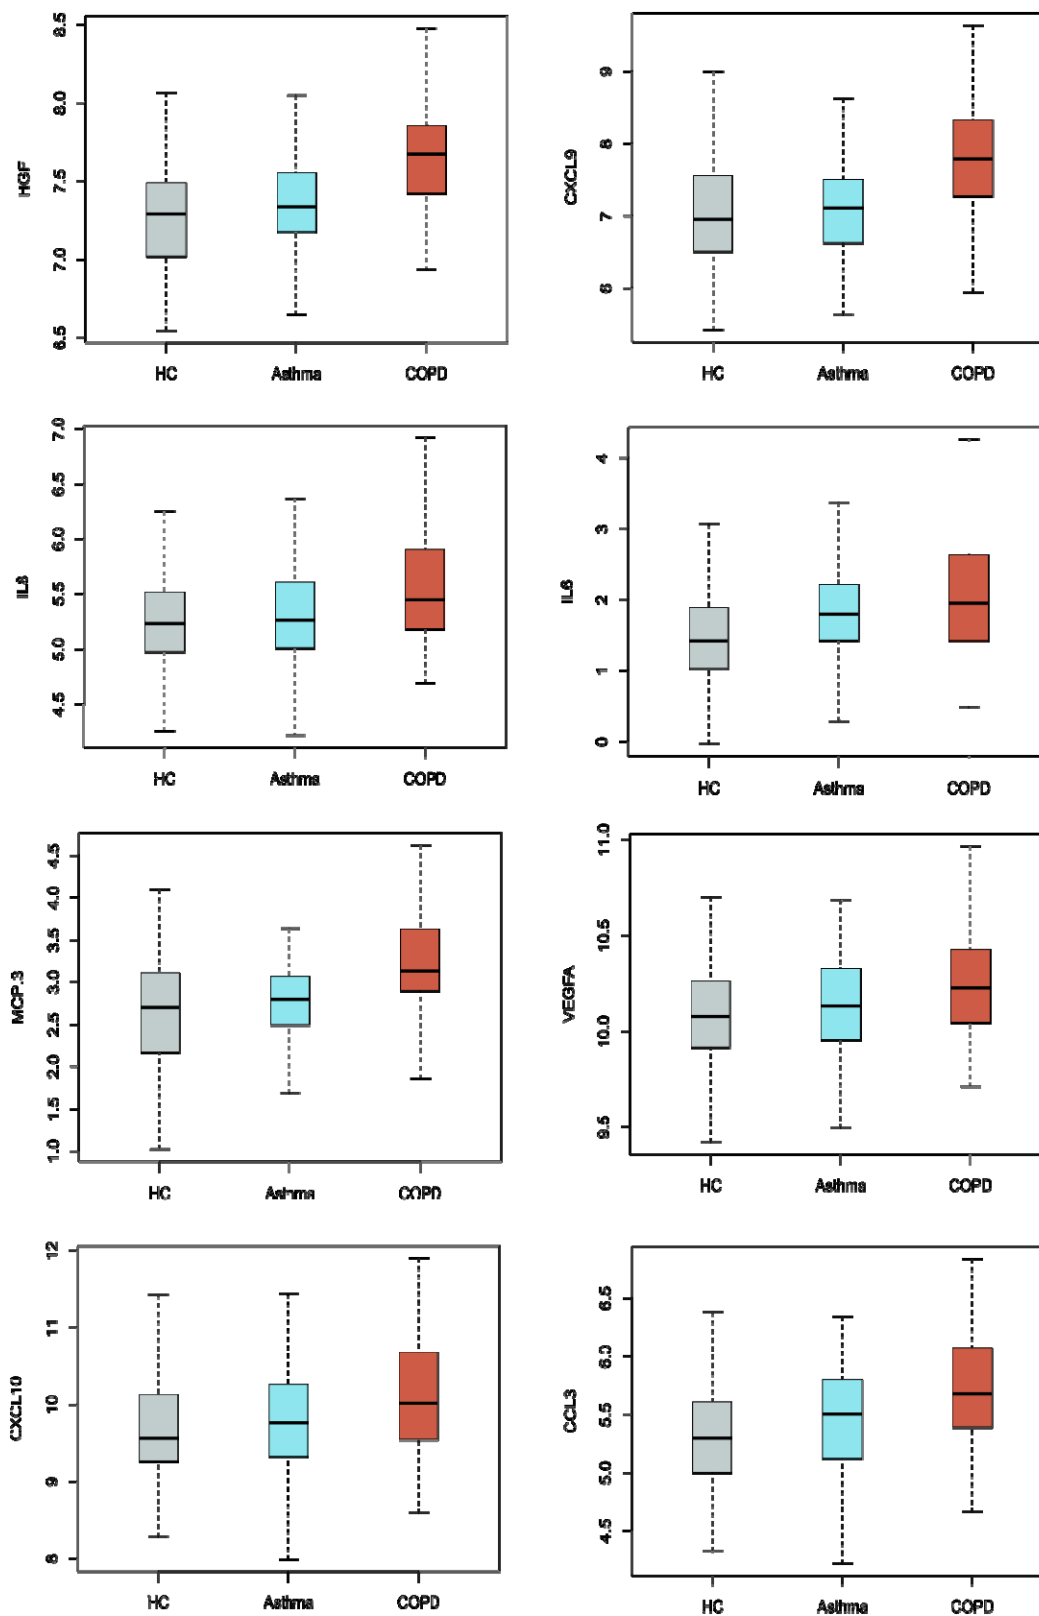 HGF
8.5
8.0
7.5
7.0
6.5
HC Asthma COPD
CXCL9
9
8
7
6
HC Asthma COPD
IL8
7.0
6.5
6.0
5.5
5.0
4.5
HC Asthma COPD
IL6
4
3
2
1
0
HC Asthma COPD
MCP.3
4.5
4.0
3.5
3.0
2.5
2.0
1.5
1.0
HC Asthma COPD
VEGFA
11.0
10.5
10.0
9.5
HC Asthma COPD
CXCL10
12
11
10
9
8
HC Asthma COPD
CCL3
6.5
6.0
5.5
5.0
4.5
HC Asthma COPD